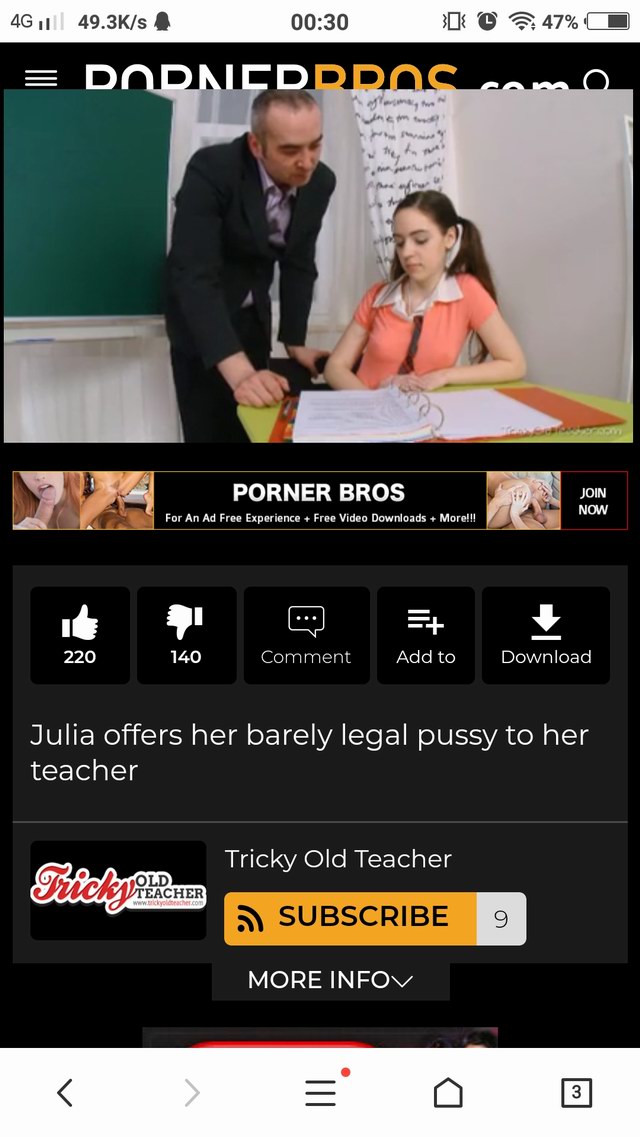 4G 49.3K/s 00:30 47%
PORNERBROS.com
TrickyOldTeacher.com
PORNER BROS
For An Ad Free Experience + Free Video Downloads + More!!!
JOIN
NOW
220
140
Comment
Add to
Download
Julia offers her barely legal pussy to her
teacher
Tricky OLD
TEACHER
www.trickyoldteacher.com
Tricky Old Teacher
SUBSCRIBE 9
MORE INFO
3